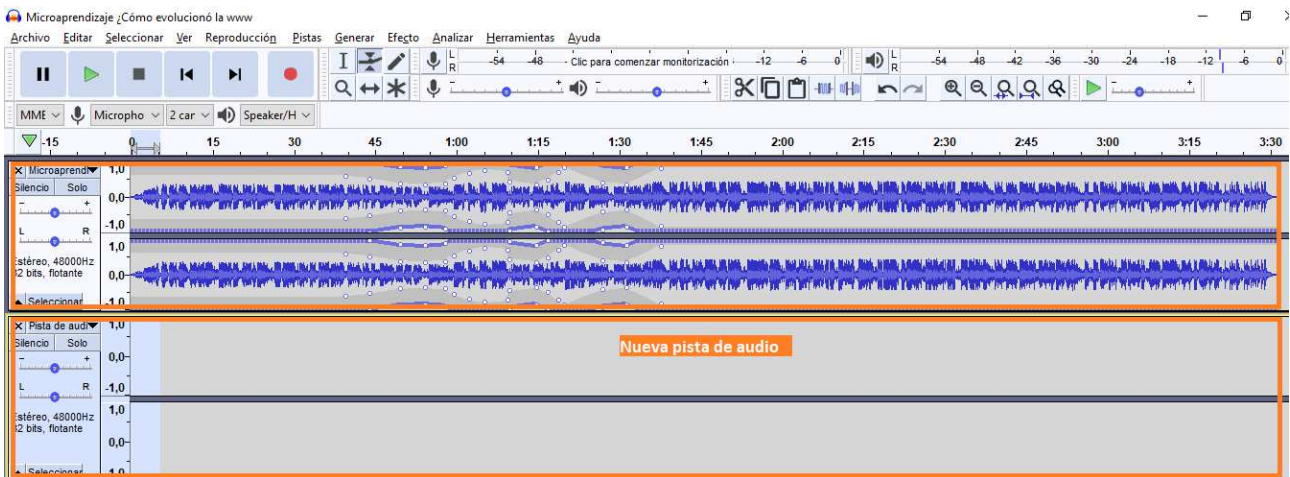 Microaprendizaje ¿Cómo evolucionó la www
Archivo Editar Seleccionar Ver Reproducción Pistas Generar Efecto Analizar Herramientas Ayuda
L
R
-54 -48 - Clic para comenzar monitorización -12 -6 0
L
R
-54 -48 -42 -36 -30 -24 -18 -12 -6 0
- + - + - +
MME Micropho 2 car Speaker/H
-15 0 15 30 45 1:00 1:15 1:30 1:45 2:00 2:15 2:30 2:45 3:00 3:15 3:30
× Microaprendi 1,0
Silencio Solo
- + 0,0
L R -1,0
1,0
Estéreo, 48000Hz
32 bits, flotante 0,0
Seleccionar -1,0
× Pista de audi 1,0
Silencio Solo
Nueva pista de audio
- + 0,0
L R -1,0
1,0
Estéreo, 48000Hz
32 bits, flotante
0,0
Seleccionar 1,0